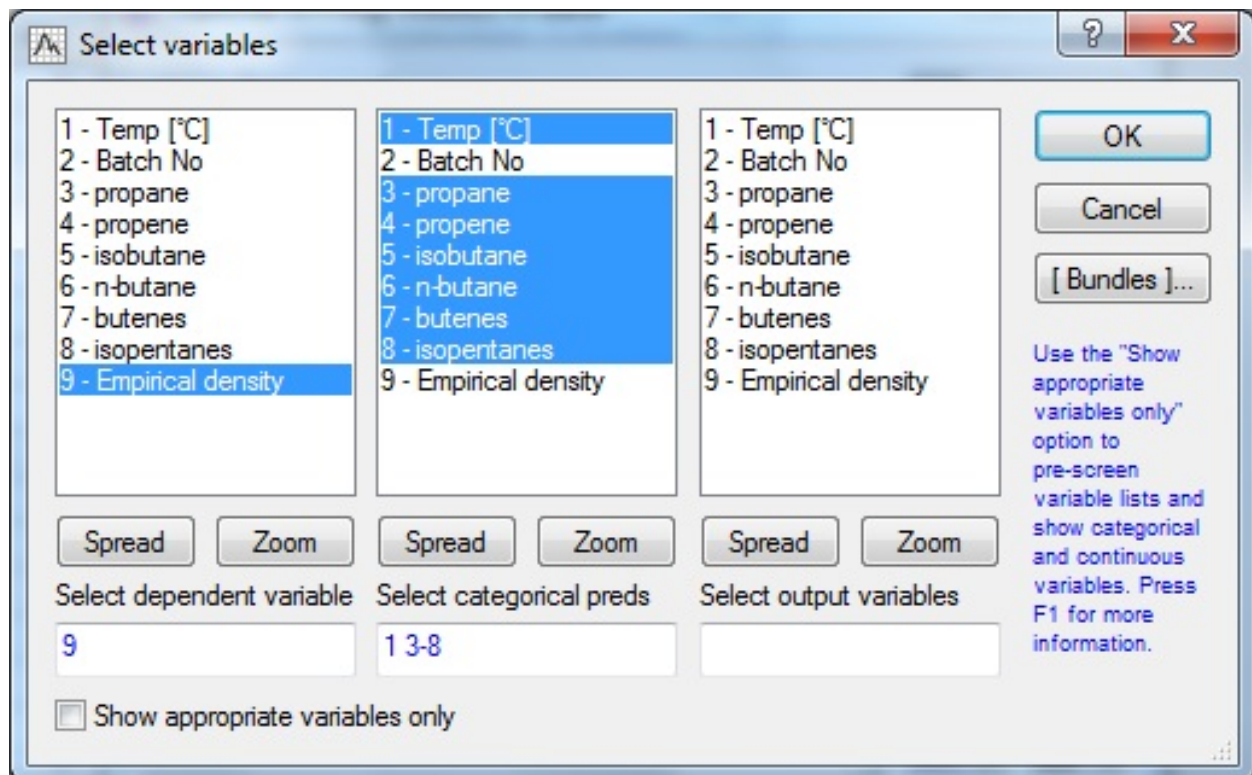 Select variables
1 - Temp [°C]
2 - Batch No
3 - propane
4 - propene
5 - isobutane
6 - n-butane
7 - butenes
8 - isopentanes
9 - Empirical density
1 - Temp [°C]
2 - Batch No
3 - propane
4 - propene
5 - isobutane
6 - n-butane
7 - butenes
8 - isopentanes
9 - Empirical density
1 - Temp [°C]
2 - Batch No
3 - propane
4 - propene
5 - isobutane
6 - n-butane
7 - butenes
8 - isopentanes
9 - Empirical density
OK
Cancel
[ Bundles ]...
Use the "Show
appropriate
variables only"
option to
pre-screen
variable lists and
show categorical
and continuous
variables. Press
F1 for more
information.
Spread Zoom
Spread Zoom
Spread Zoom
Select dependent variable
Select categorical preds
Select output variables
9
1 3-8
Show appropriate variables only